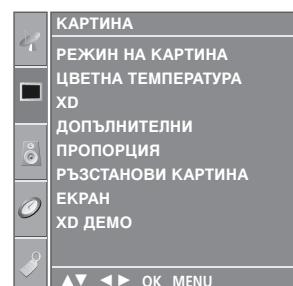 КАРТИНА
РЕЖИН НА КАРТИНА
ЦВЕТНА ТЕМПЕРАТУРА
XD
ДОПЪЛНИТЕЛНИ
ПРОПОРЦИЯ
РЪЗСТАНОВИ КАРТИНА
ЕКРАН
XD ДЕМО
▲▼ ◄► OK MENU